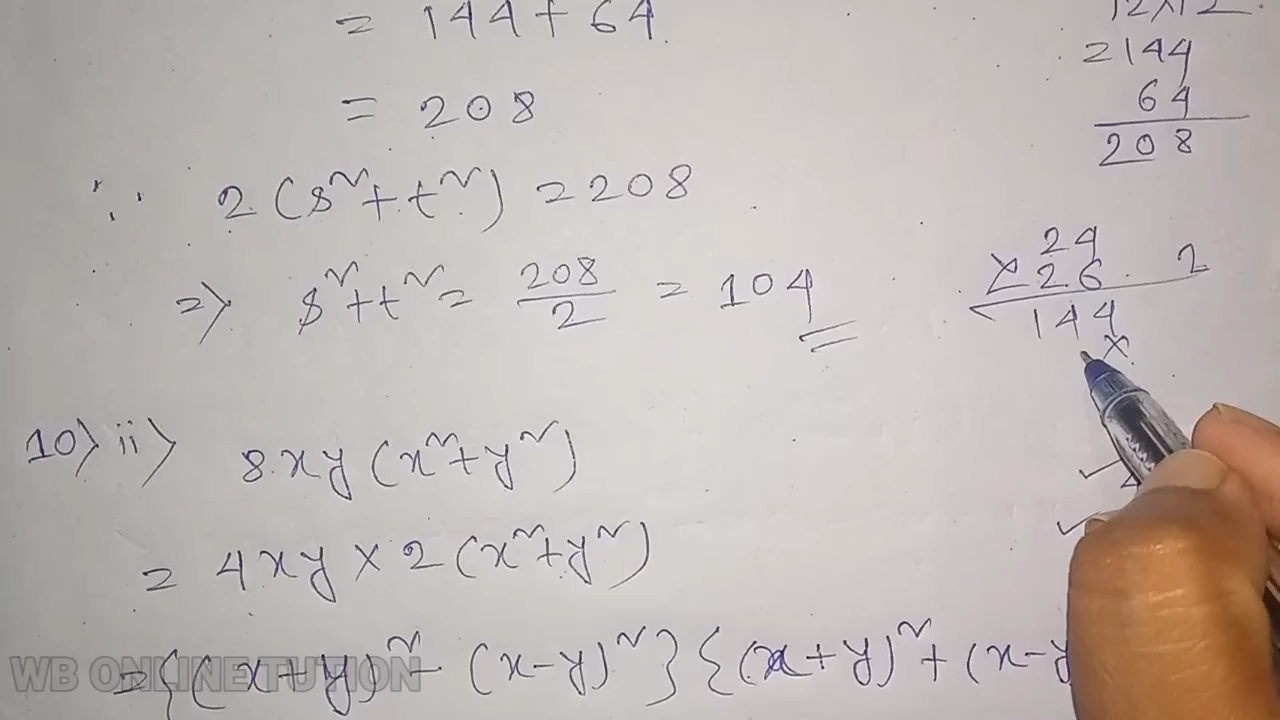 = 144 + 64
12×12
= 144
64
208
= 208
∵ 2(s² + t²) = 208
⇒ s² + t² = 208/2 = 104
24
× 26 2
144
×
10) ii) 8xy(x² + y²)
= 4xy × 2(x² + y²)
= {(x+y)² - (x-y)²}{(x+y)² + (x-y
WB ONLINE TUTION